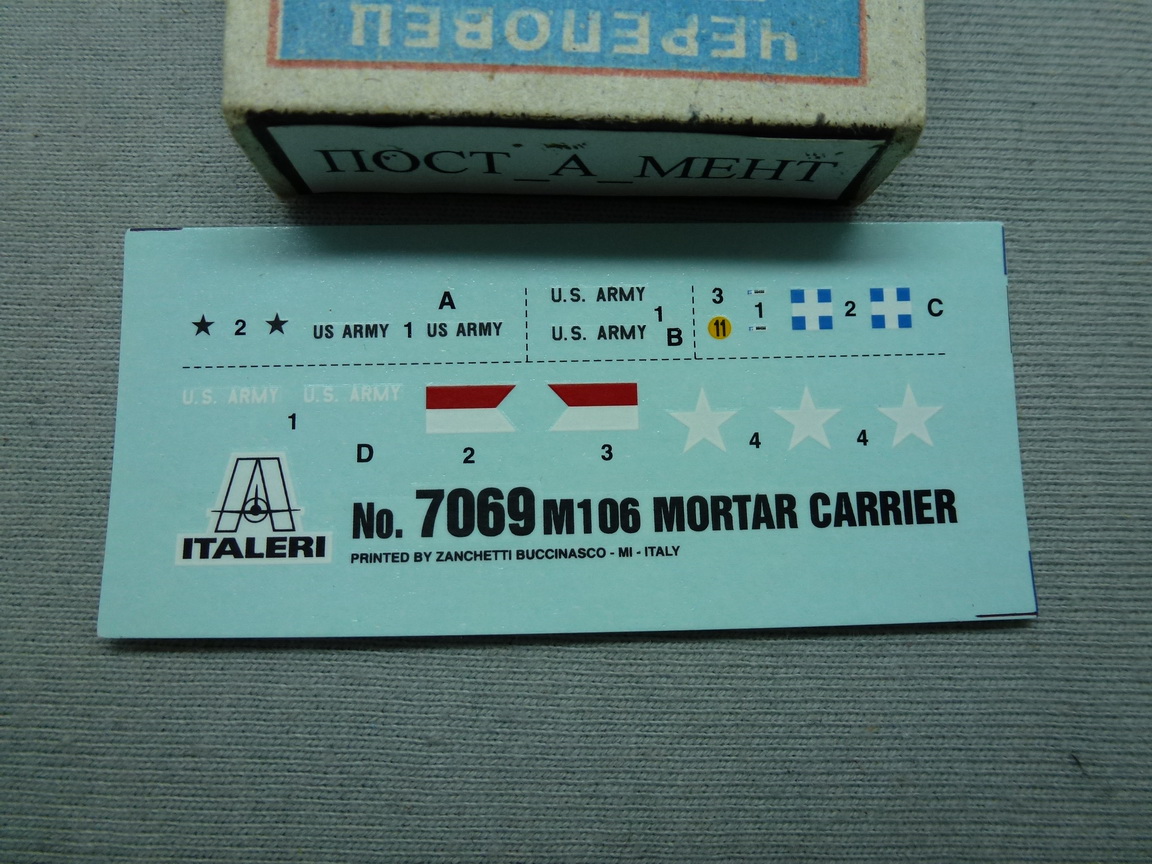 ЧЕРЕПОВЕЦ
ПОСТ_А_МЕНТ
A
2
US ARMY 1 US ARMY
U.S. ARMY
1
U.S. ARMY
B
3
1
11
2
C
U.S. ARMY U.S. ARMY
1
D
2
3
4
4
ITALERI
No. 7069 M106 MORTAR CARRIER
PRINTED BY ZANCHETTI BUCCINASCO - MI - ITALY